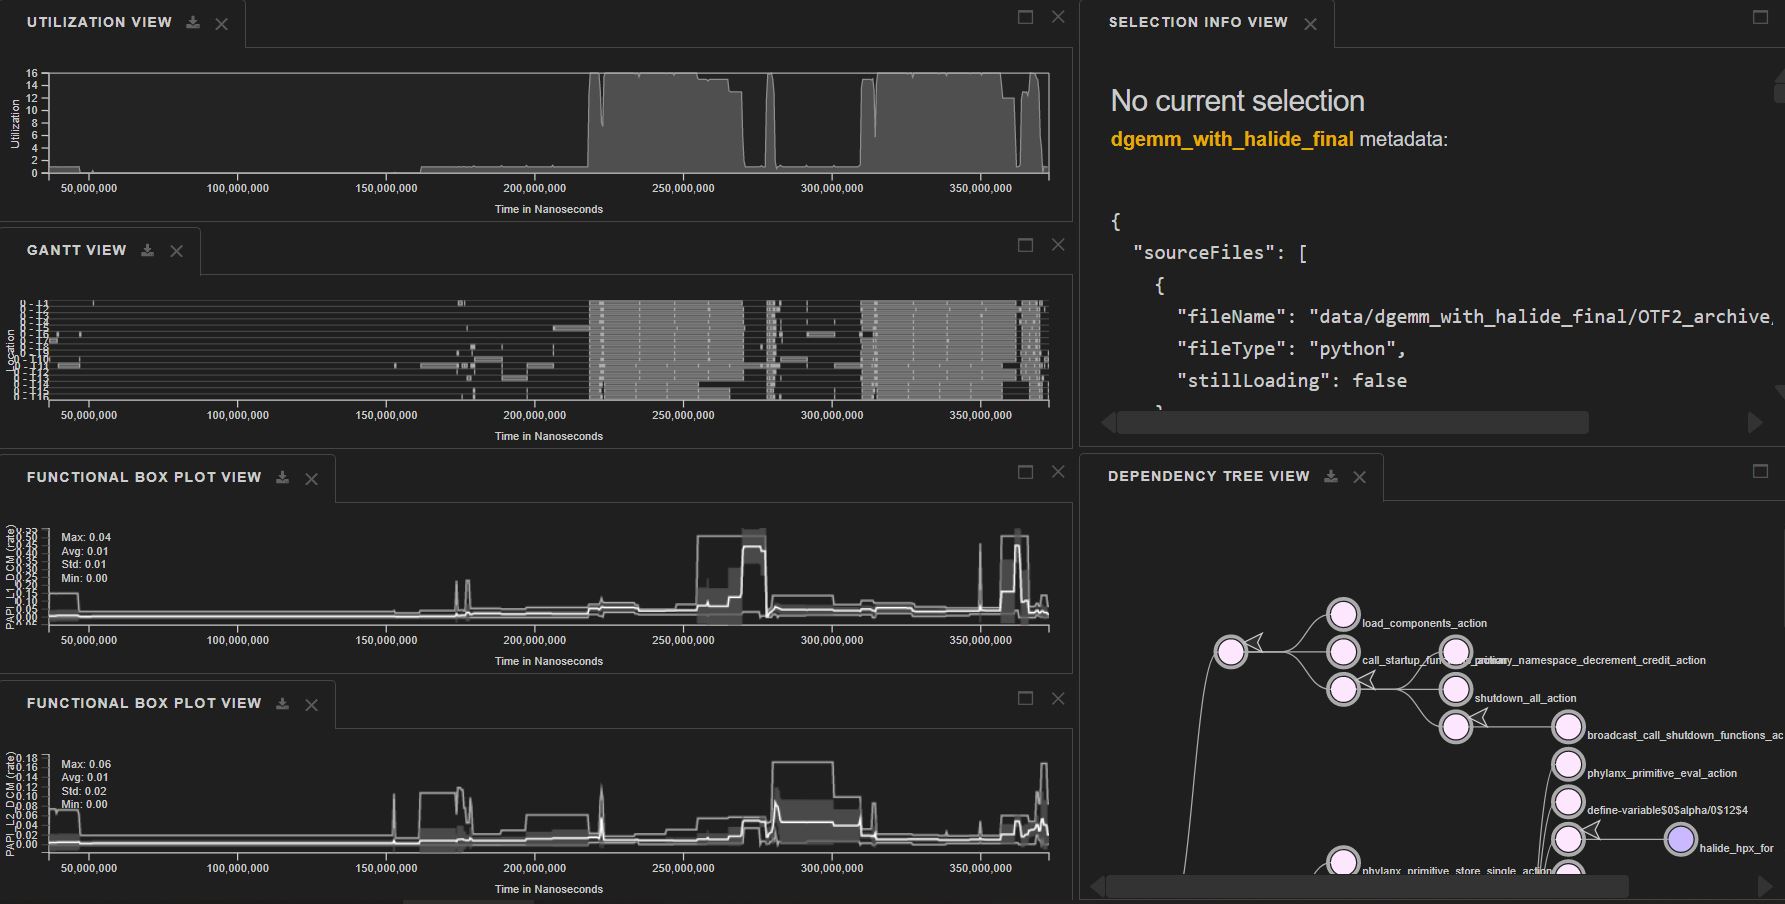 UTILIZATION VIEW
Utilization
16
14
12
10
8
6
4
2
0
50,000,000 100,000,000 150,000,000 200,000,000 250,000,000 300,000,000 350,000,000
Time in Nanoseconds
GANTT VIEW
Location
50,000,000 100,000,000 150,000,000 200,000,000 250,000,000 300,000,000 350,000,000
Time in Nanoseconds
FUNCTIONAL BOX PLOT VIEW
PAPI_L1_DCM (rate)
Max: 0.04
Avg: 0.01
Std: 0.01
Min: 0.00
50,000,000 100,000,000 150,000,000 200,000,000 250,000,000 300,000,000 350,000,000
Time in Nanoseconds
FUNCTIONAL BOX PLOT VIEW
PAPI_L2_DCM (rate)
0.18
0.16
0.14
0.12
0.10
0.08
0.06
0.04
0.02
0.00
Max: 0.06
Avg: 0.01
Std: 0.02
Min: 0.00
50,000,000 100,000,000 150,000,000 200,000,000 250,000,000 300,000,000 350,000,000
Time in Nanoseconds
SELECTION INFO VIEW
No current selection
dgemm_with_halide_final metadata:
{
"sourceFiles": [
{
"fileName": "data/dgemm_with_halide_final/OTF2_archive/
"fileType": "python",
"stillLoading": false
DEPENDENCY TREE VIEW
load_components_action
call_startup_fun
primary_namespace_decrement_credit_action
shutdown_all_action
broadcast_call_shutdown_functions_ac
phylanx_primitive_eval_action
define-variable$0$alpha/0$12$4
halide_hpx_for
phylanx_primitive_store_single_action